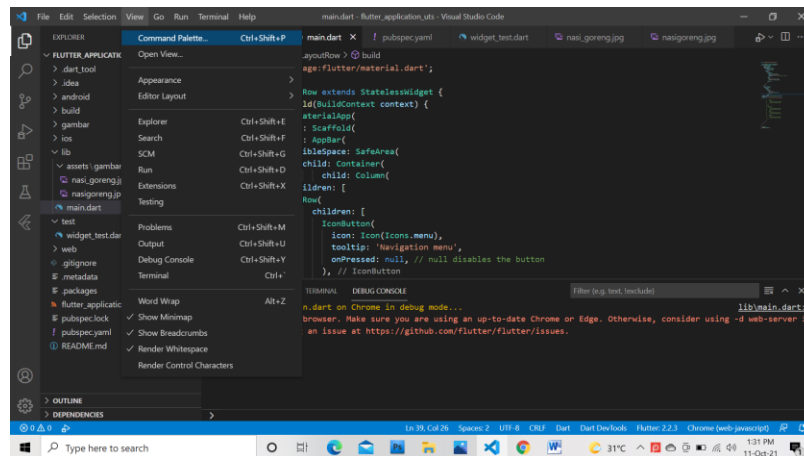 File Edit Selection View Go Run Terminal Help main.dart - flutter_application_uts - Visual Studio Code
EXPLORER
FLUTTER_APPLICATIC
.dart_tool
.idea
android
build
gambar
ios
lib
assets\gambar
nasi_goreng.jp
nasigoreng.jp
main.dart
test
widget_test.dar
web
.gitignore
.metadata
.packages
flutter_applicatic
pubspec.lock
pubspec.yaml
README.md
OUTLINE
DEPENDENCIES
Command Palette... Ctrl+Shift+P
Open View...
Appearance
Editor Layout
Explorer Ctrl+Shift+E
Search Ctrl+Shift+F
SCM Ctrl+Shift+G
Run Ctrl+Shift+D
Extensions Ctrl+Shift+X
Testing
Problems Ctrl+Shift+M
Output Ctrl+Shift+U
Debug Console Ctrl+Shift+Y
Terminal Ctrl+`
Word Wrap Alt+Z
Show Minimap
Show Breadcrumbs
Render Whitespace
Render Control Characters
main.dart pubspec.yaml widget_test.dart nasi_goreng.jpg nasigoreng.jpg
ayoutRow > build
age:flutter/material.dart';
Row extends StatelessWidget {
ld(BuildContext context) {
aterialApp(
: Scaffold(
: AppBar(
ibleSpace: SafeArea(
child: Container(
child: Column(
ildren: [
Row(
children: [
IconButton(
icon: Icon(Icons.menu),
tooltip: 'Navigation menu',
onPressed: null, // null disables the button
), // IconButton
TERMINAL DEBUG CONSOLE Filter (e.g. text, !exclude)
n.dart on Chrome in debug mode... lib\main.dart:
browser. Make sure you are using an up-to-date Chrome or Edge. Otherwise, consider using -d web-server
an issue at https://github.com/flutter/flutter/issues.
0 0 Ln 39, Col 26 Spaces: 2 UTF-8 CRLF Dart Dart DevTools Flutter: 2.2.3 Chrome (web-javascript)
Type here to search 31°C 1:31 PM
11-Oct-21